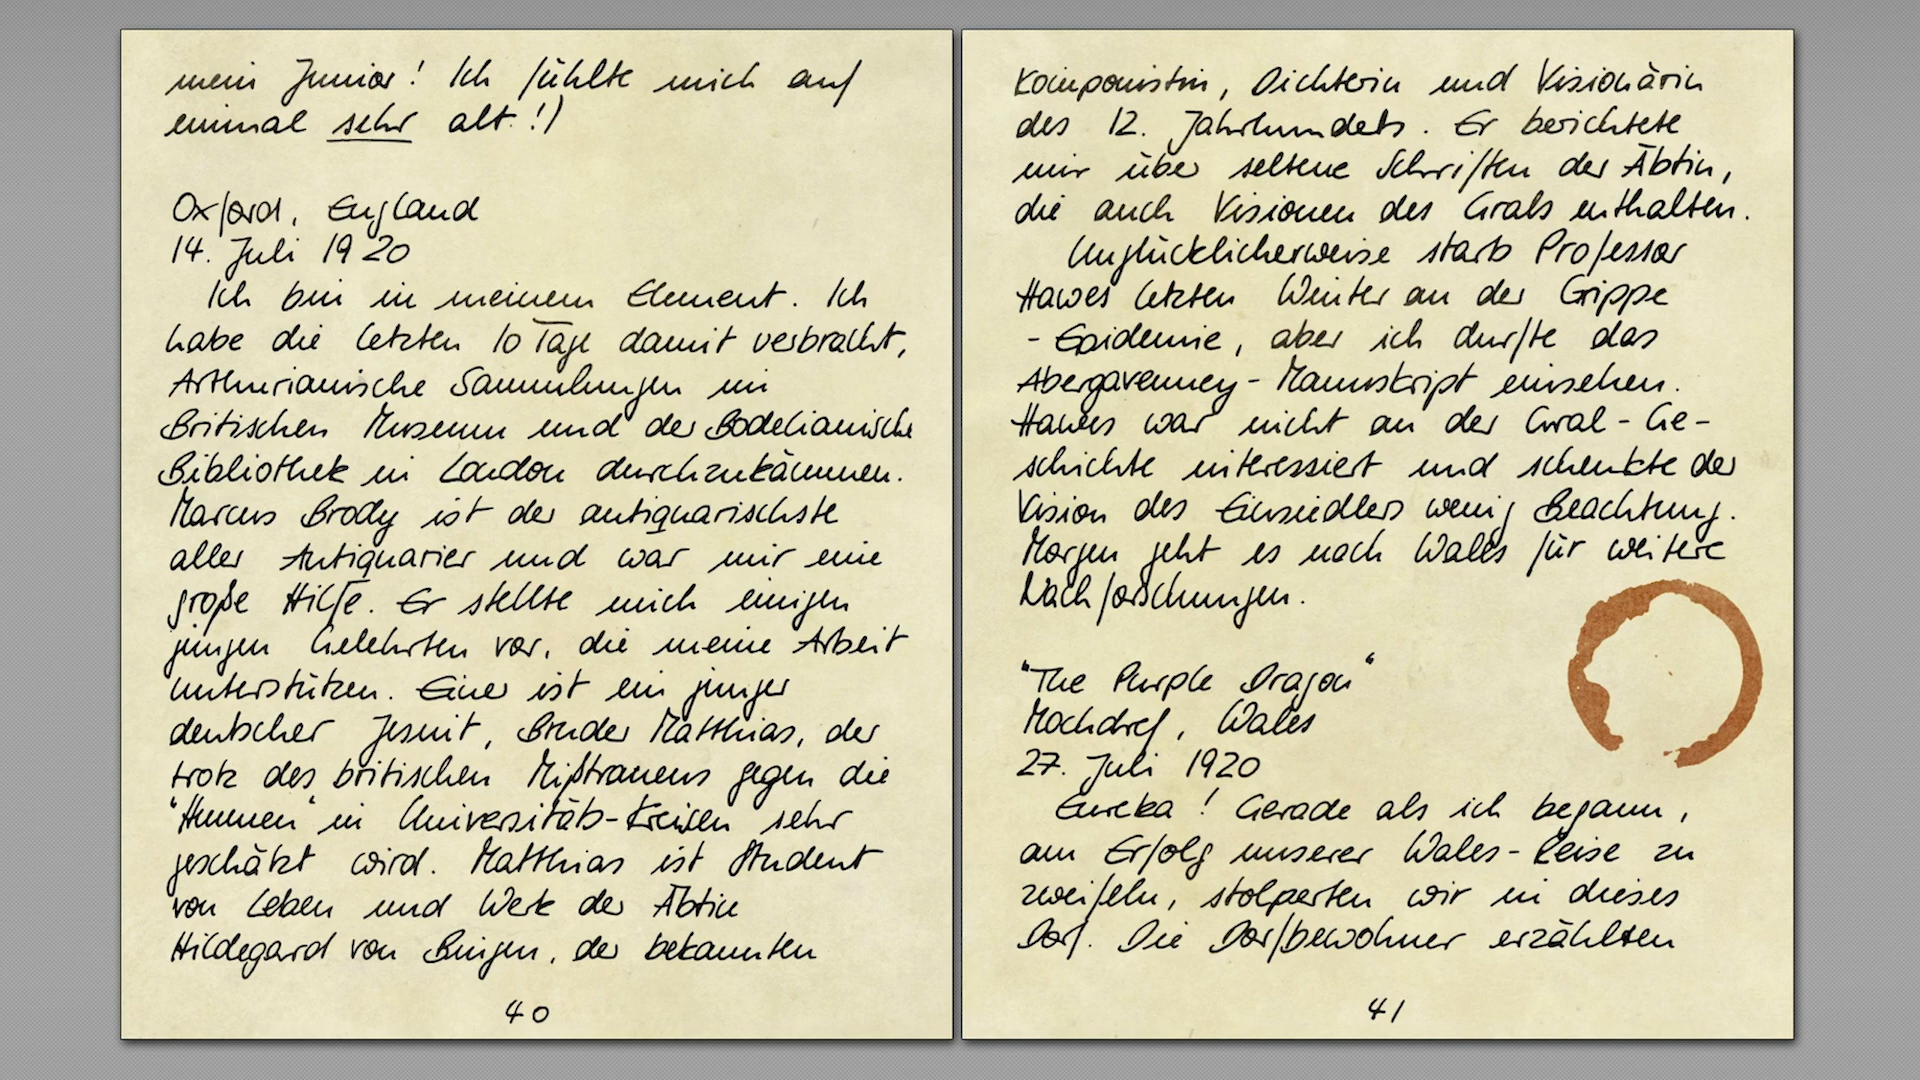 mein Junior! Ich fühlte mich auf
einmal sehr alt.!)
Oxford, England
14. Juli 1920
Ich bin in meinem Element. Ich
habe die letzten 10 Tage damit verbracht,
Arthurianische Sammlungen im
Britischen Museum und der Bodelianische
Bibliothek in London durchzukämmen.
Marcus Brody ist der antiquarischste
aller Antiquarier und war mir eine
große Hilfe. Er stellte mich einigen
jungen Gelehrten vor, die meine Arbeit
unterstützen. Einer ist ein junger
deutscher Jesuit, Bruder Matthias, der
trotz des britischen Mißtrauens gegen die
"Hunnen" in Universitäts-Kreisen sehr
geschätzt wird. Matthias ist Student
von Leben und Werk der Äbtin
Hildegard von Bingen, der bekannten
40
Komponistin, Dichterin und Visionärin
des 12. Jahrhunderts. Er berichtete
mir über seltene Schriften der Äbtin,
die auch Visionen des Grals enthalten.
Unglücklicherweise starb Professor
Hawes letzten Winter an der Grippe
-Epidemie, aber ich durfte das
Abergavenney-Manuskript einsehen.
Hawes war nicht an der Gral-Ge-
schichte interessiert und schenkte der
Vision des Einsiedlers wenig Beachtung.
Morgen geht es nach Wales für weitere
Nachforschungen.
"The Purple Dragon"
Mochdref, Wales
27. Juli 1920
Eureka! Gerade als ich begann,
am Erfolg unserer Wales-Reise zu
zweifeln, stolperten wir in dieses
Dorf. Die Dorfbewohner erzählten
41